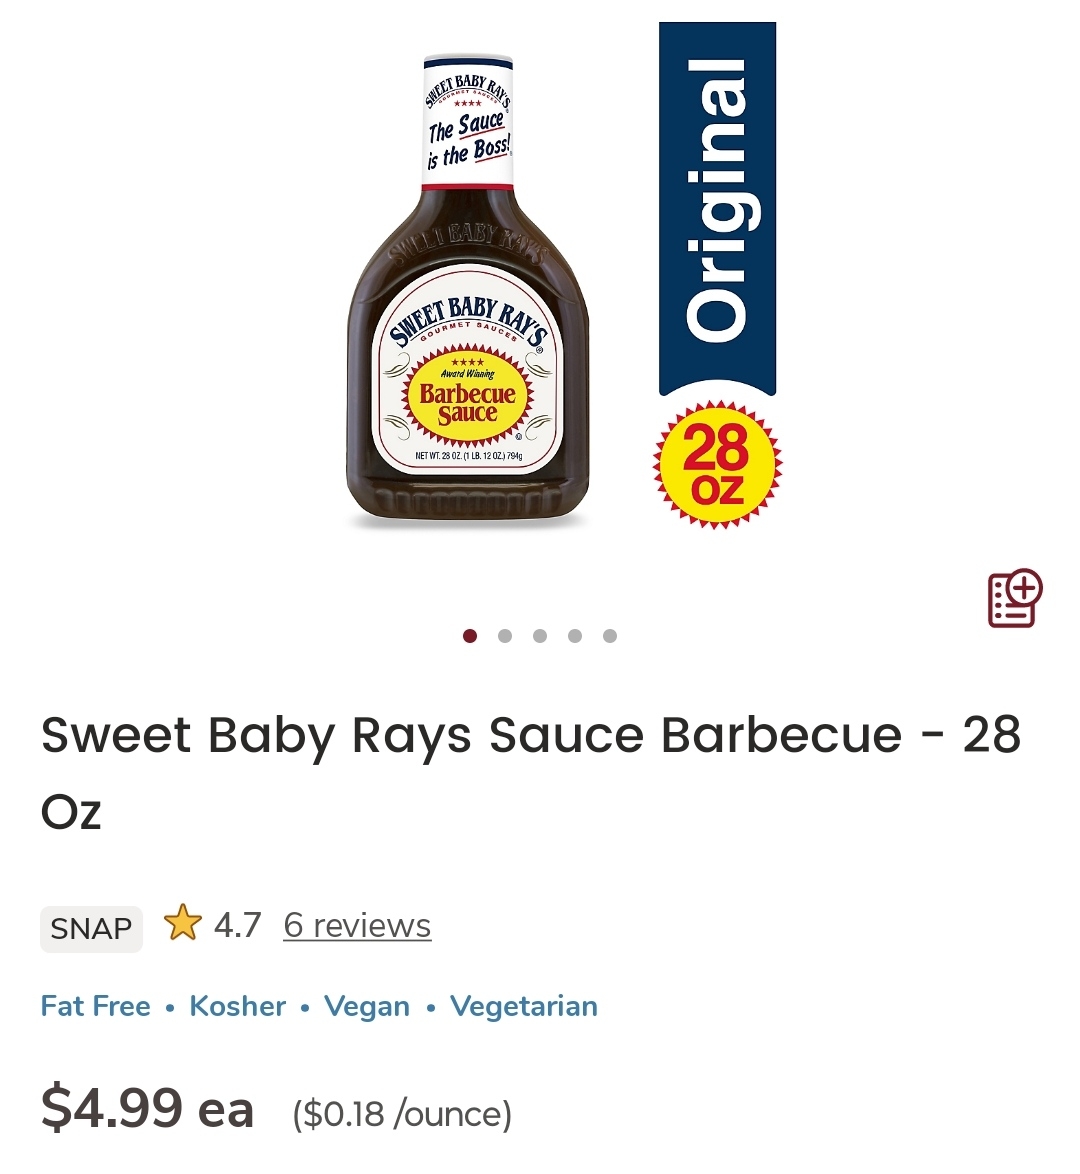 SWEET BABY RAY'S
GOURMET SAUCES
The Sauce
is the Boss!
SWEET BABY RAY'S
SWEET BABY RAY'S
GOURMET SAUCES
Award Winning
Barbecue
Sauce
NET WT. 28 OZ. (1 LB. 12 OZ.) 794g
Original
28
OZ
Sweet Baby Rays Sauce Barbecue - 28
Oz
SNAP 4.7 6 reviews
Fat Free • Kosher • Vegan • Vegetarian
$4.99 ea ($0.18 /ounce)